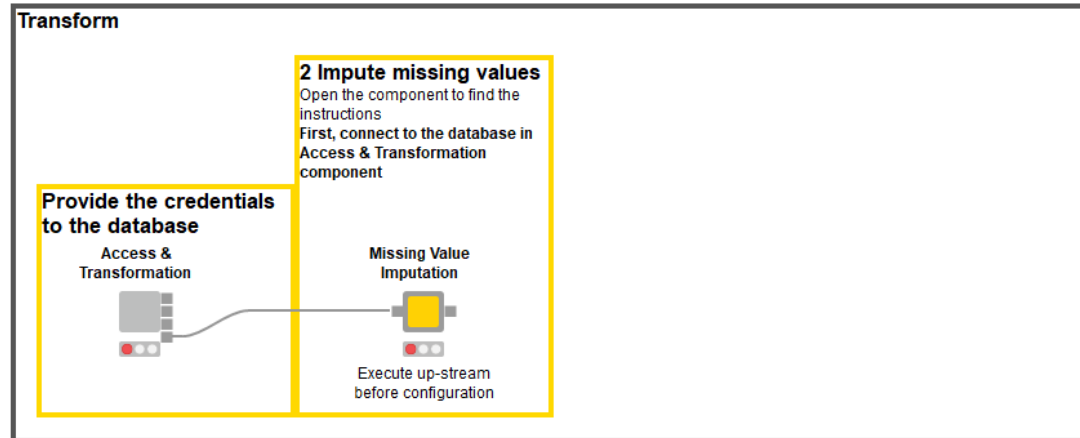 Transform
2 Impute missing values
Open the component to find the
instructions
First, connect to the database in
Access & Transformation
component
Provide the credentials
to the database
Access &
Transformation
Missing Value
Imputation
Execute up-stream
before configuration